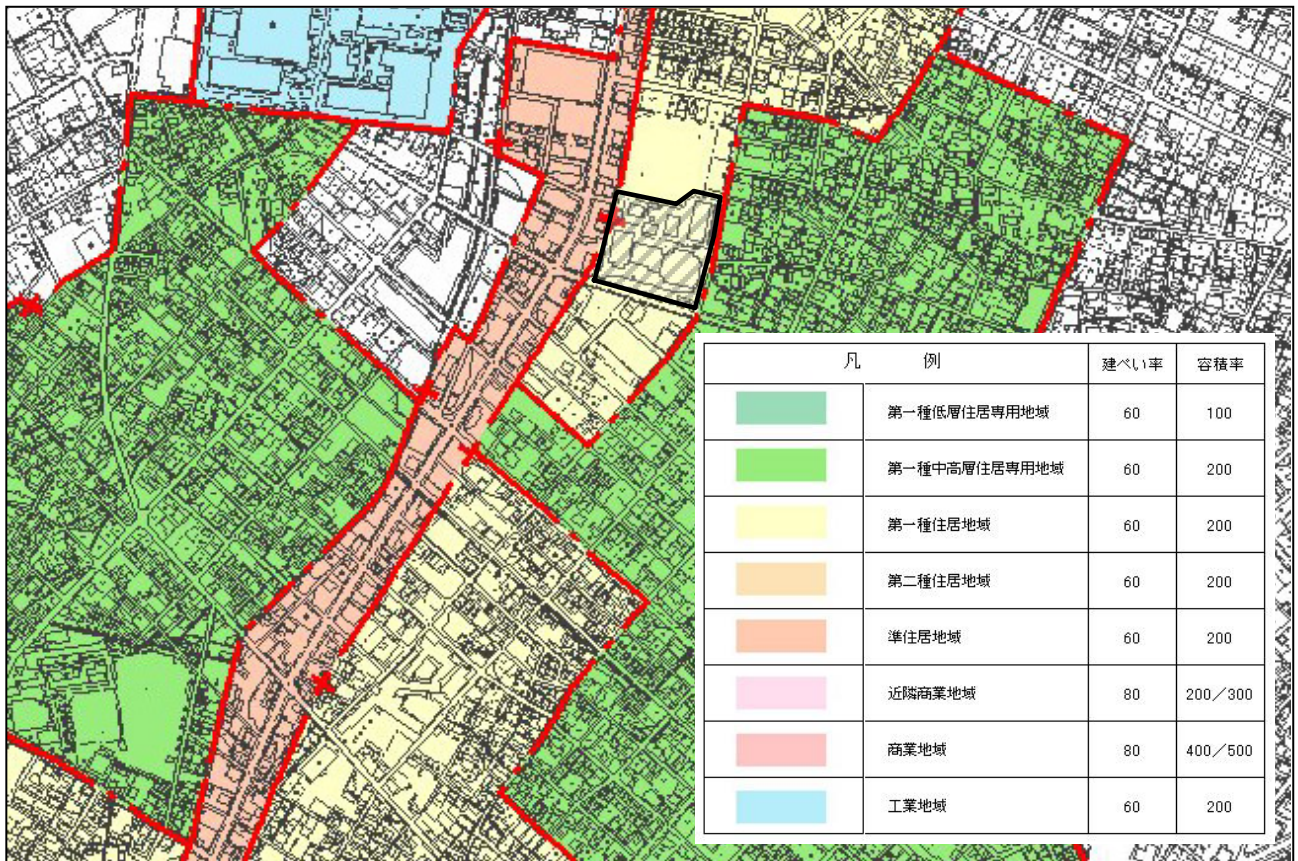 凡 例 建ぺい率 容積率
第一種低層住居専用地域 60 100
第一種中高層住居専用地域 60 200
第一種住居地域 60 200
第二種住居地域 60 200
準住居地域 60 200
近隣商業地域 80 200/300
商業地域 80 400/500
工業地域 60 200